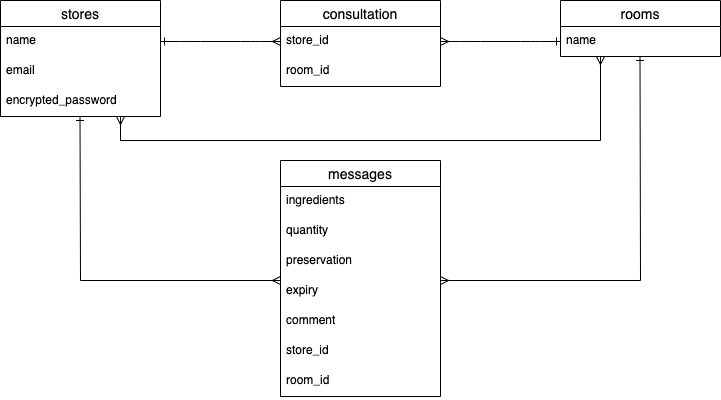 stores
name
email
encrypted_password
consultation
store_id
room_id
rooms
name
messages
ingredients
quantity
preservation
expiry
comment
store_id
room_id